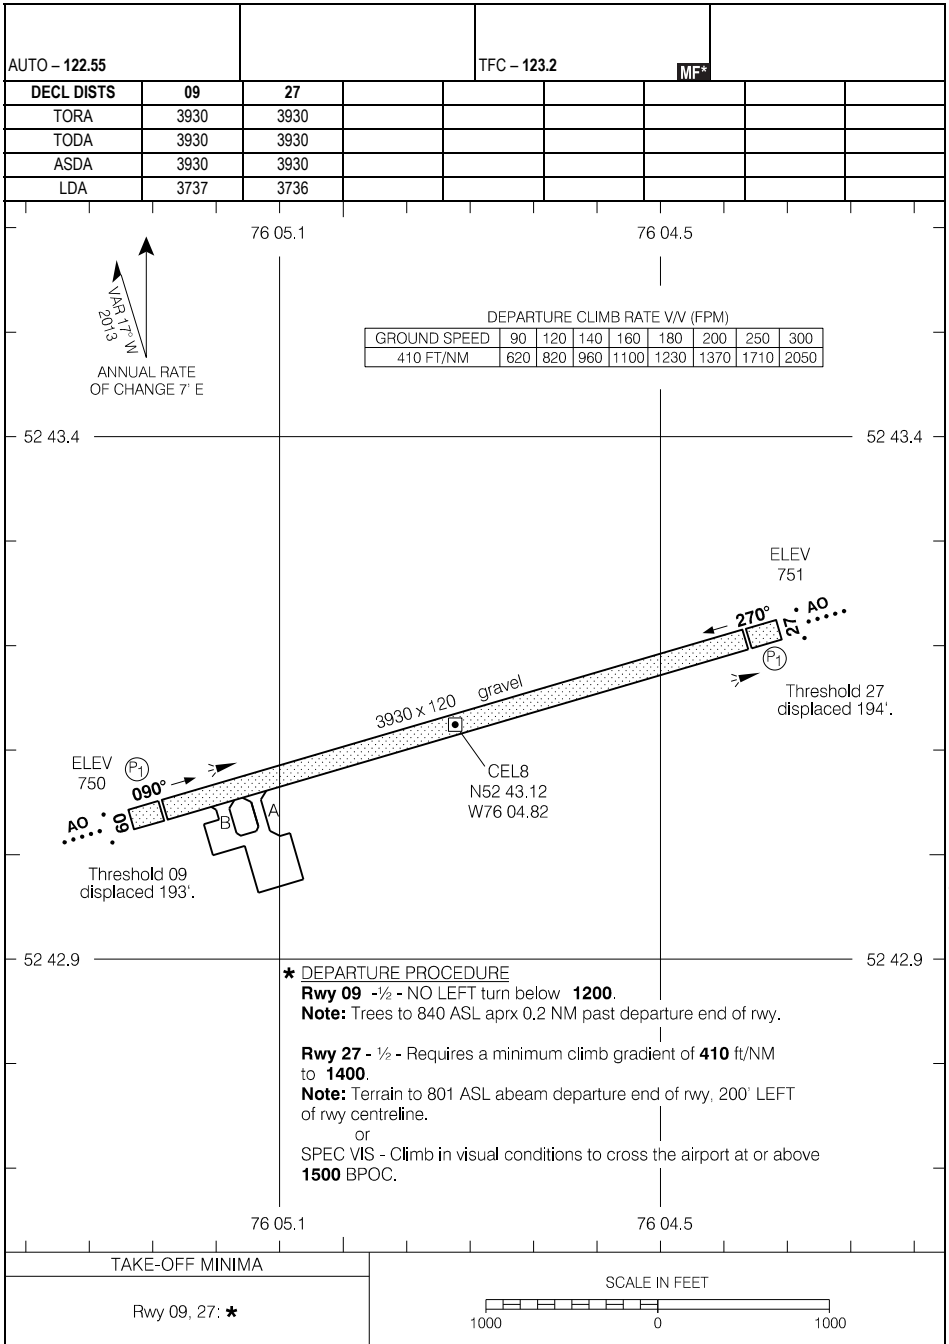 AUTO – 122.55
TFC – 123.2
MF*
DECL DISTS 09 27
TORA 3930 3930
TODA 3930 3930
ASDA 3930 3930
LDA 3737 3736
76 05.1 76 04.5
VAR 17° W
2013
ANNUAL RATE
OF CHANGE 7' E
DEPARTURE CLIMB RATE V/V (FPM)
GROUND SPEED 90 120 140 160 180 200 250 300
410 FT/NM 620 820 960 1100 1230 1370 1710 2050
52 43.4 52 43.4
ELEV
751
AO
270°
27
P1
Threshold 27
displaced 194'.
3930 x 120 gravel
CEL8
N52 43.12
W76 04.82
ELEV
750
P1
090°
AO
09
B
A
Threshold 09
displaced 193'.
52 42.9 52 42.9
* DEPARTURE PROCEDURE
Rwy 09 -½ - NO LEFT turn below 1200.
Note: Trees to 840 ASL aprx 0.2 NM past departure end of rwy.
Rwy 27 - ½ - Requires a minimum climb gradient of 410 ft/NM
to 1400.
Note: Terrain to 801 ASL abeam departure end of rwy, 200' LEFT
of rwy centreline.
or
SPEC VIS - Climb in visual conditions to cross the airport at or above
1500 BPOC.
76 05.1 76 04.5
TAKE-OFF MINIMA
Rwy 09, 27: *
SCALE IN FEET
1000 0 1000